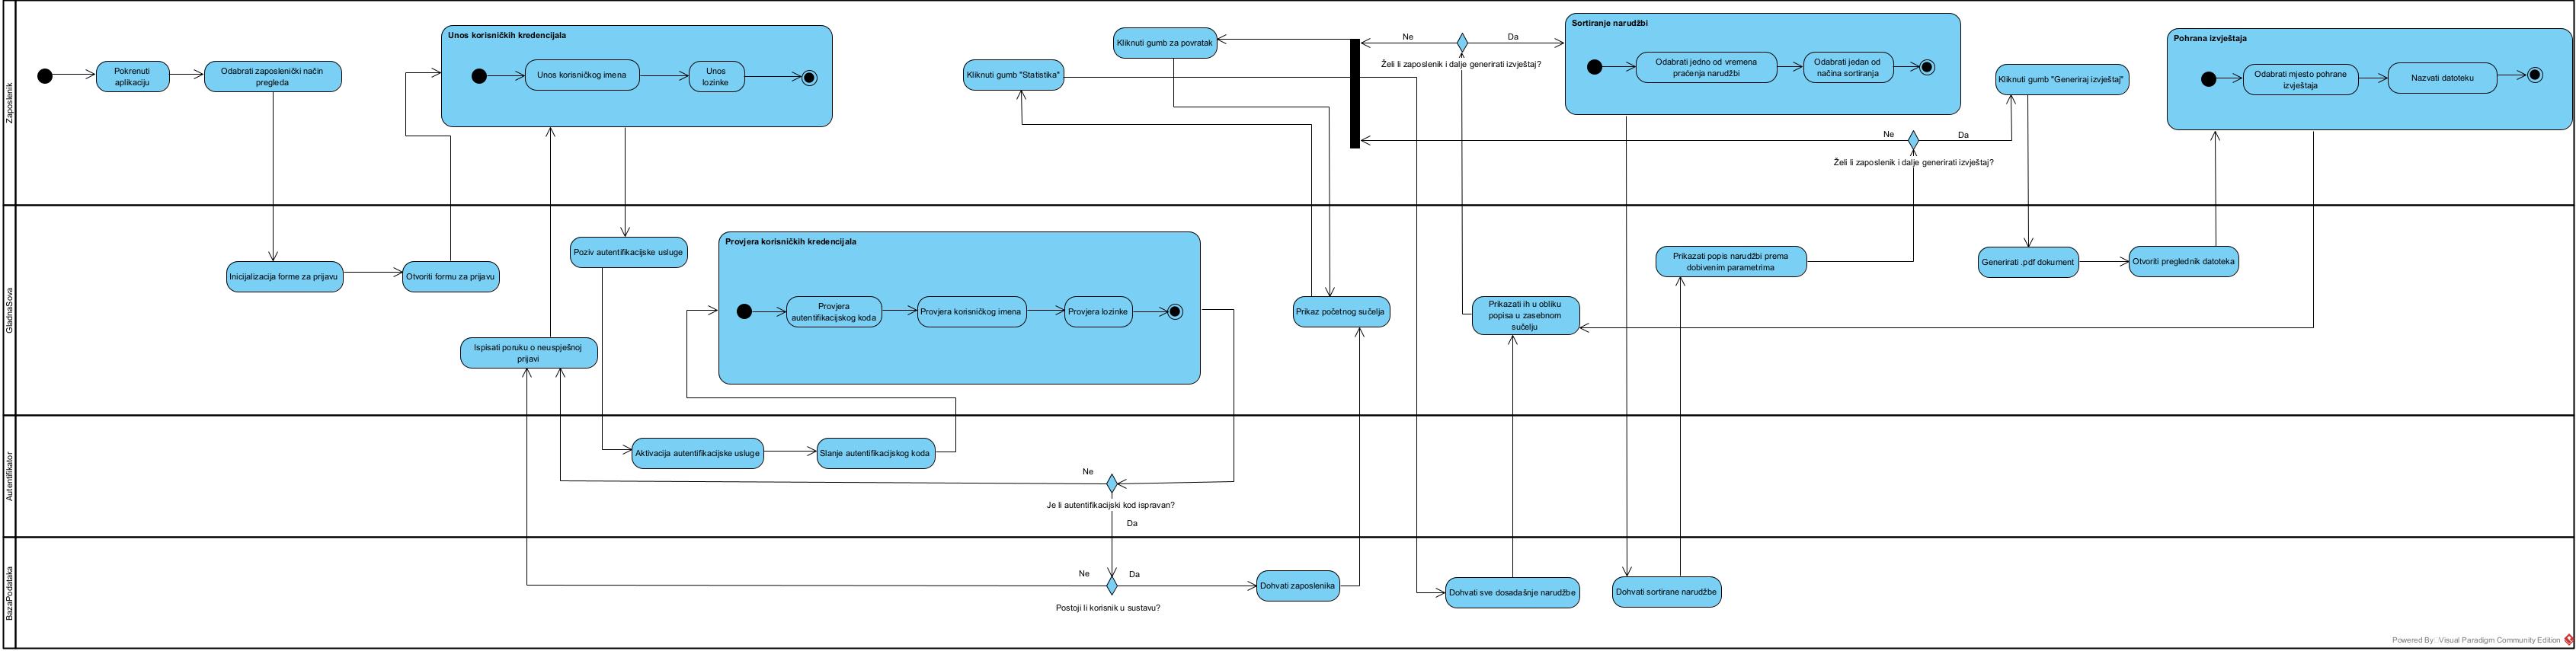 Zaposlenik
Pokrenuti
aplikaciju
Odabrati zaposlenički način
pregleda
Unos korisničkih kredencijala
Unos korisničkog imena
Unos
lozinke
Kliknuti gumb "Statistika"
Kliknuti gumb za povratak
Ne
Da
Želi li zaposlenik i dalje generirati izvještaj?
Sortiranje narudžbi
Odabrati jedno od vremena
praćenja narudžbi
Odabrati jedan od
načina sortiranja
Ne
Da
Želi li zaposlenik i dalje generirati izvještaj?
Kliknuti gumb "Generiraj izvještaj"
Pohrana izvještaja
Odabrati mjesto pohrane
izvještaja
Nazvati datoteku
GladnaSova
Inicijalizacija forme za prijavu
Otvoriti formu za prijavu
Ispisati poruku o neuspješnoj
prijavi
Poziv autentifikacijske usluge
Provjera korisničkih kredencijala
Provjera
autentifikacijskog koda
Provjera korisničkog imena
Provjera lozinke
Prikaz početnog sučelja
Prikazati ih u obliku
popisa u zasebnom
sučelju
Prikazati popis narudžbi prema
dobivenim parametrima
Generirati .pdf dokument
Otvoriti preglednik datoteka
Autentifikator
Aktivacija autentifikacijske usluge
Slanje autentifikacijskog koda
Ne
Je li autentifikacijski kod ispravan?
Da
BazaPodataka
Ne
Da
Postoji li korisnik u sustavu?
Dohvati zaposlenika
Dohvati sve dosadašnje narudžbe
Dohvati sortirane narudžbe
Powered By: Visual Paradigm Community Edition